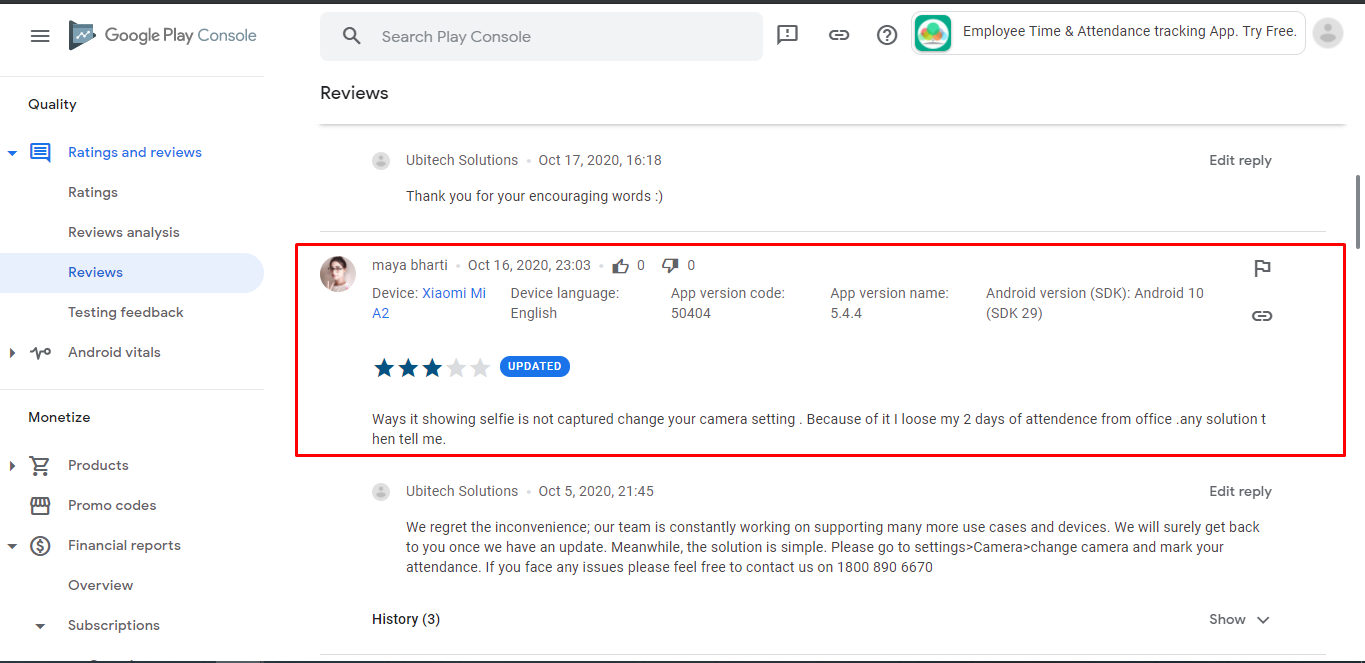 Google Play Console
Search Play Console
Employee Time & Attendance tracking App. Try Free.
Quality
Ratings and reviews
Ratings
Reviews analysis
Reviews
Testing feedback
Android vitals
Monetize
Products
Promo codes
Financial reports
Overview
Subscriptions
Reviews
Ubitech Solutions • Oct 17, 2020, 16:18 Edit reply
Thank you for your encouraging words :)
maya bharti • Oct 16, 2020, 23:03 • 0 0
Device: Xiaomi Mi Device language: App version code: App version name: Android version (SDK): Android 10
A2 English 50404 5.4.4 (SDK 29)
UPDATED
Ways it showing selfie is not captured change your camera setting . Because of it I loose my 2 days of attendence from office .any solution t
hen tell me.
Ubitech Solutions • Oct 5, 2020, 21:45 Edit reply
We regret the inconvenience; our team is constantly working on supporting many more use cases and devices. We will surely get back
to you once we have an update. Meanwhile, the solution is simple. Please go to settings>Camera>change camera and mark your
attendance. If you face any issues please feel free to contact us on 1800 890 6670
History (3) Show